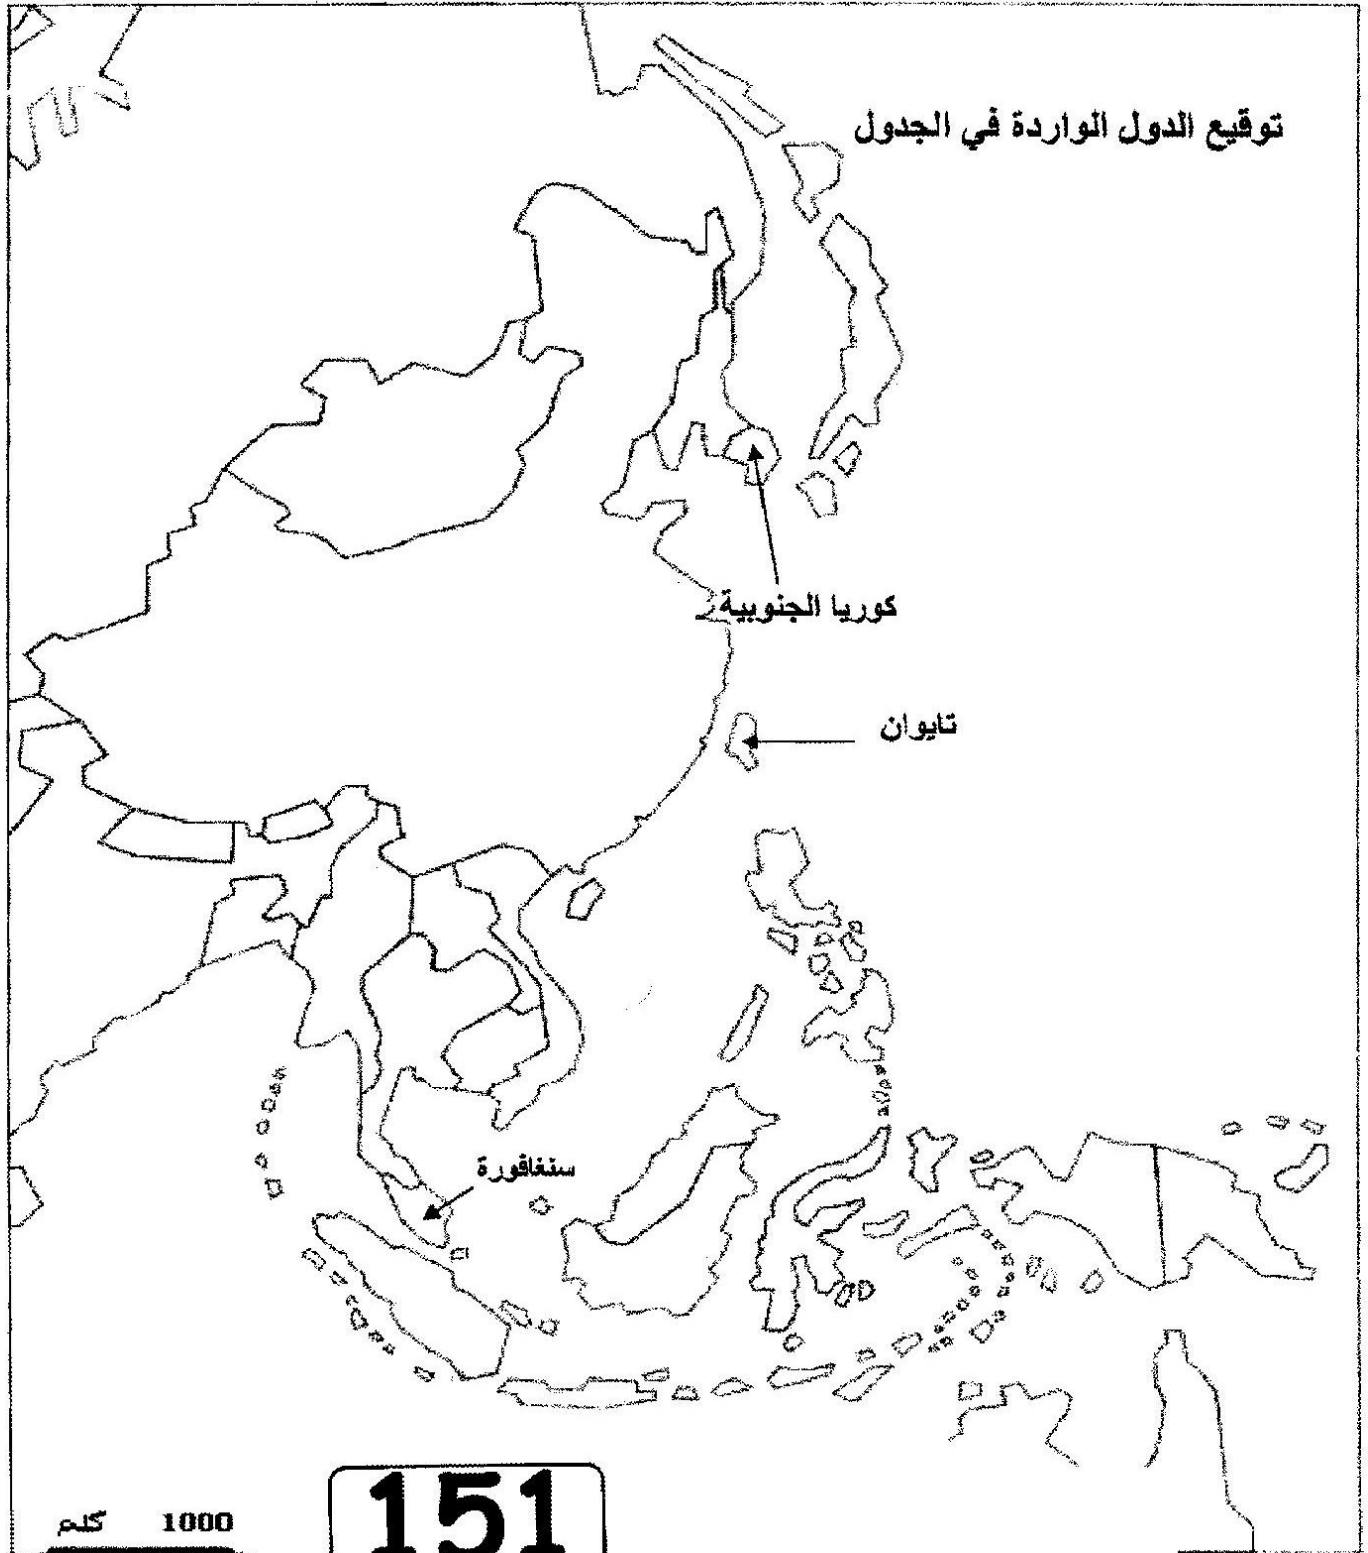 توقيع الدول الواردة في الجدول
كوريا الجنوبية
تايوان
سنغافورة
1000 كلم
151